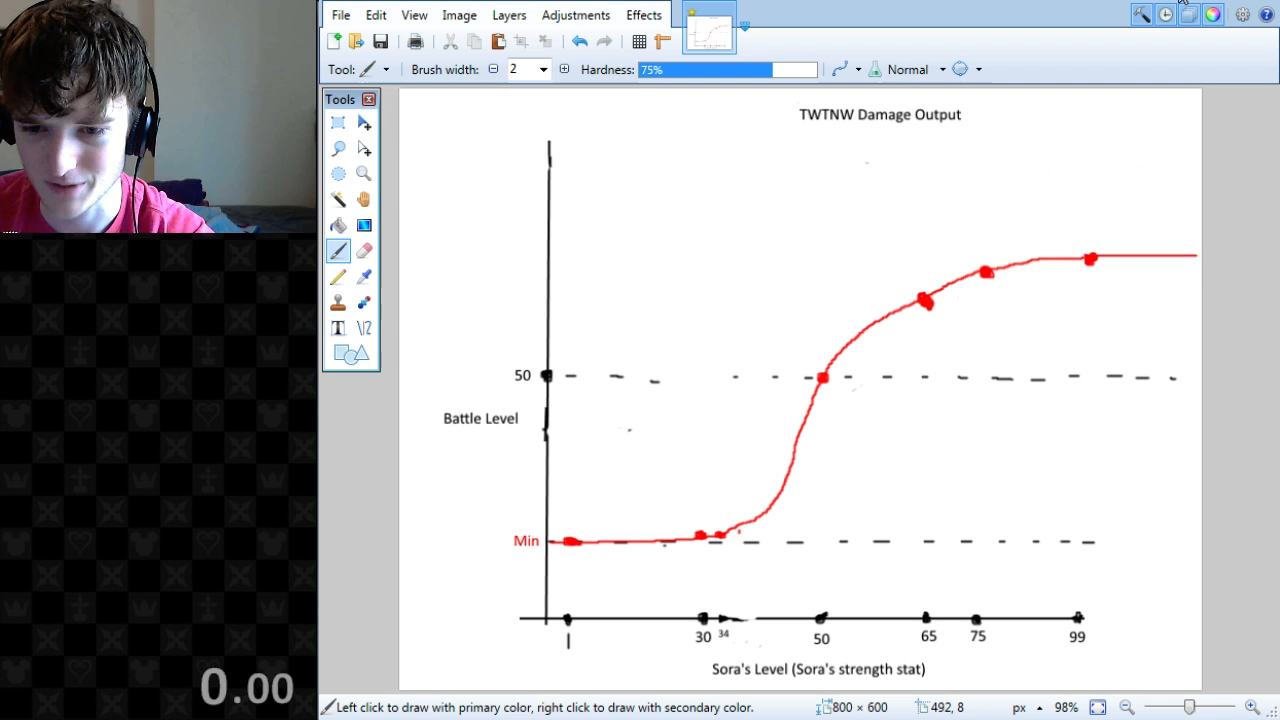 File Edit View Image Layers Adjustments Effects
Tool: Brush width: 2 Hardness: 75% Normal
Tools
TWTNW Damage Output
50
Battle Level
Min
1 30 34 50 65 75 99
Sora's Level (Sora's strength stat)
0.00
Left click to draw with primary color, right click to draw with secondary color. 800 × 600 492, 8 px 98%